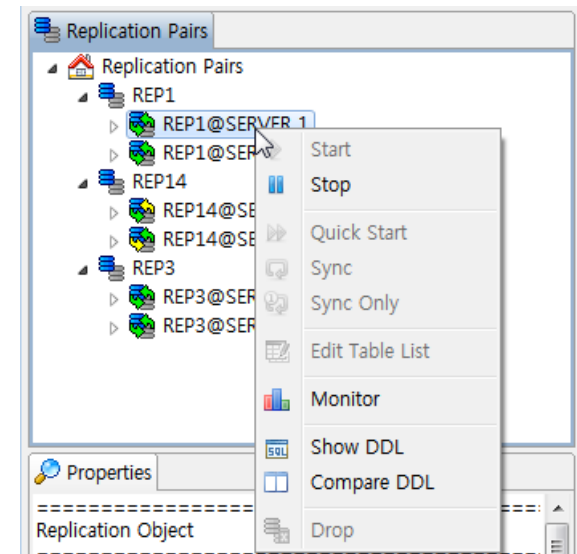 Replication Pairs
Replication Pairs
REP1
REP1@SERVER 1
REP1@SER
Start
Stop
REP14
REP14@SE
REP14@SE
Quick Start
REP3
Sync
REP3@SER
Sync Only
REP3@SER
Edit Table List
Monitor
Show DDL
Properties
Compare DDL
Replication Object
Drop